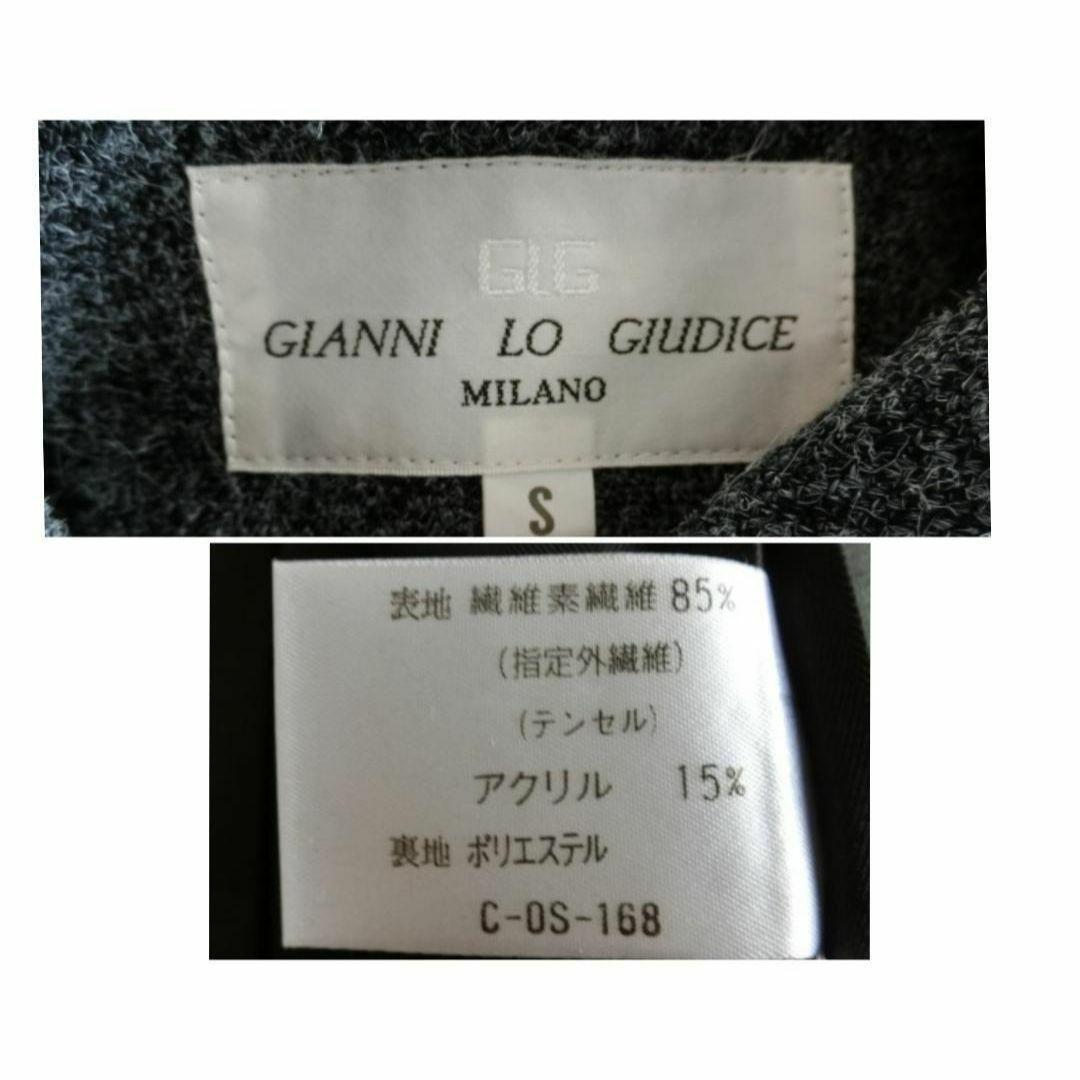 GLG
GIANNI LO GIUDICE
MILANO
S
表地 繊維素繊維 85%
(指定外繊維)
(テンセル)
アクリル 15%
裏地 ポリエステル
C-OS-168